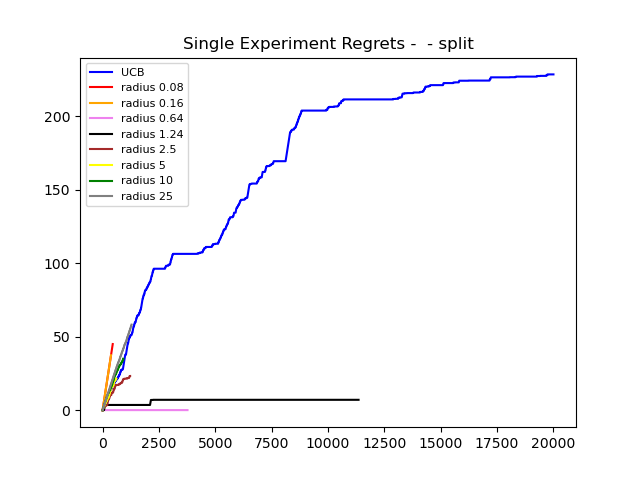 Single Experiment Regrets -  - split
UCB
radius 0.08
radius 0.16
radius 0.64
radius 1.24
radius 2.5
radius 5
radius 10
radius 25
200
150
100
50
0
0 2500 5000 7500 10000 12500 15000 17500 20000